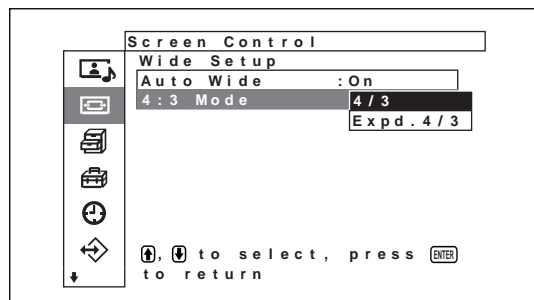 Screen Control
Wide Setup
Auto Wide :On
4:3 Mode 4/3
Expd.4/3
, to select, press ENTER
to return